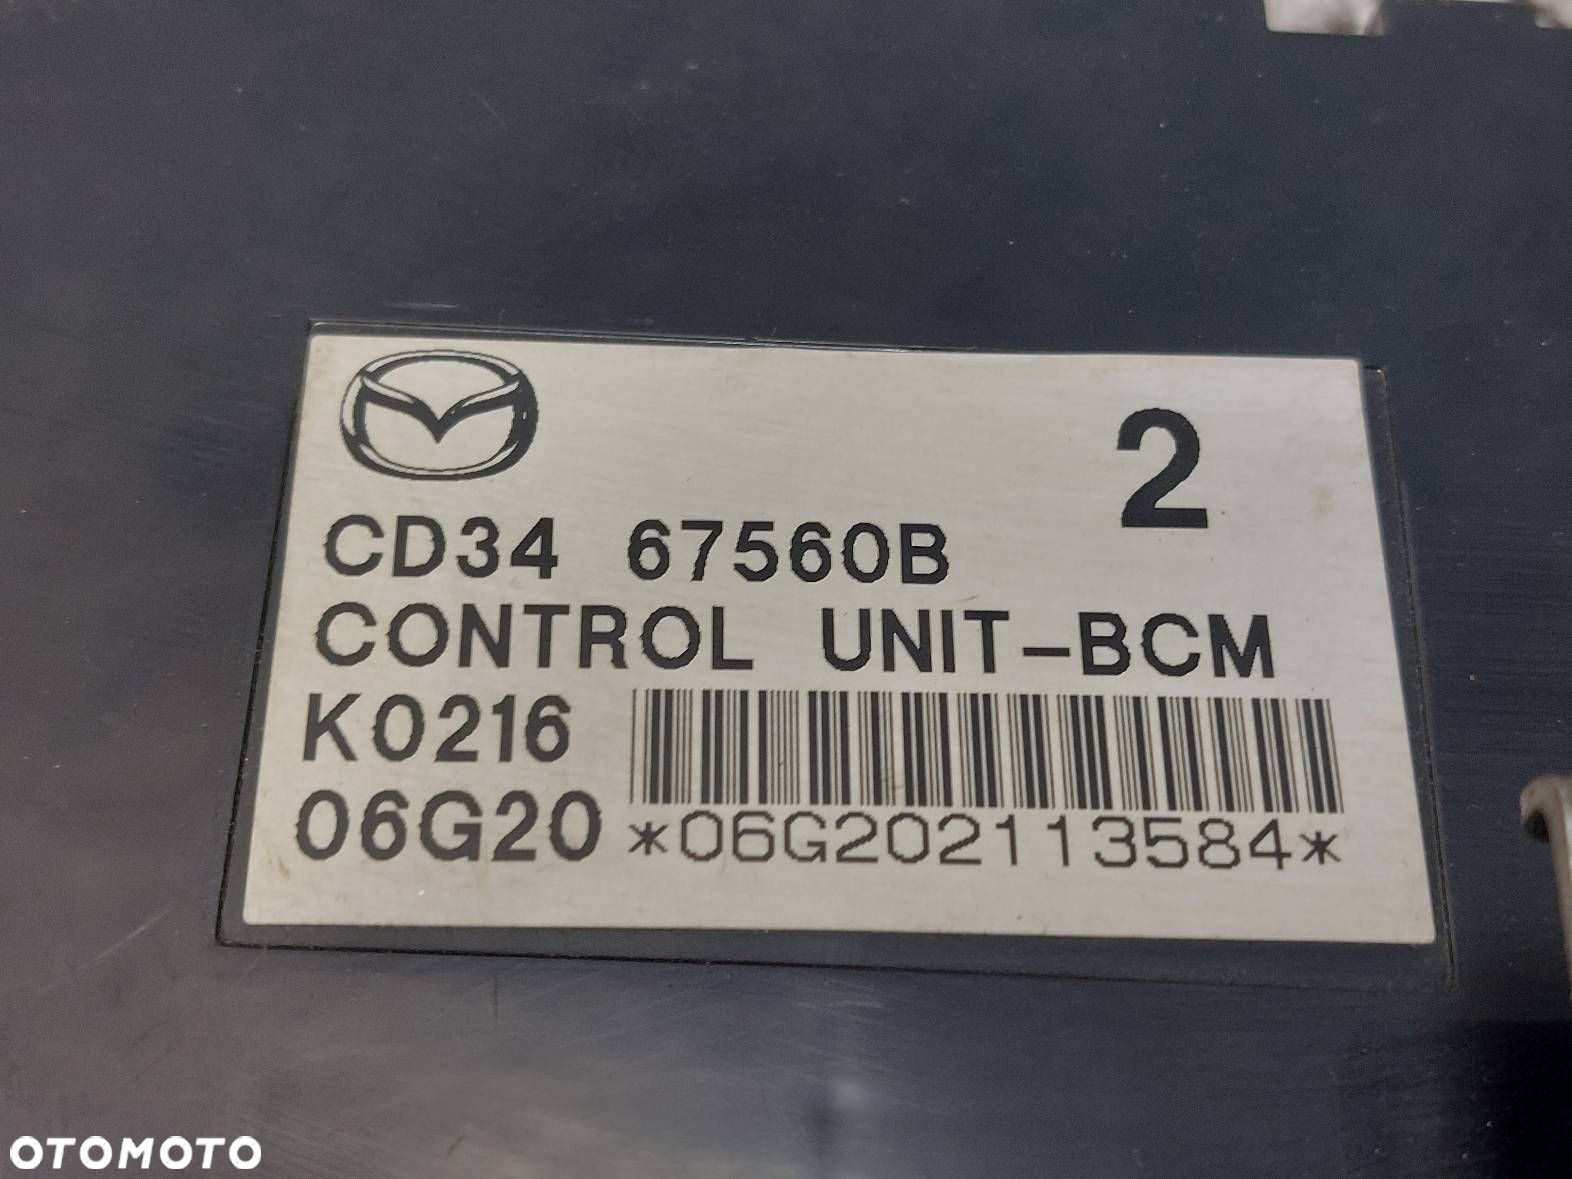 2
CD34 67560B
CONTROL UNIT-BCM
K0216
06G20 *06G202113584*
OTOMOTO